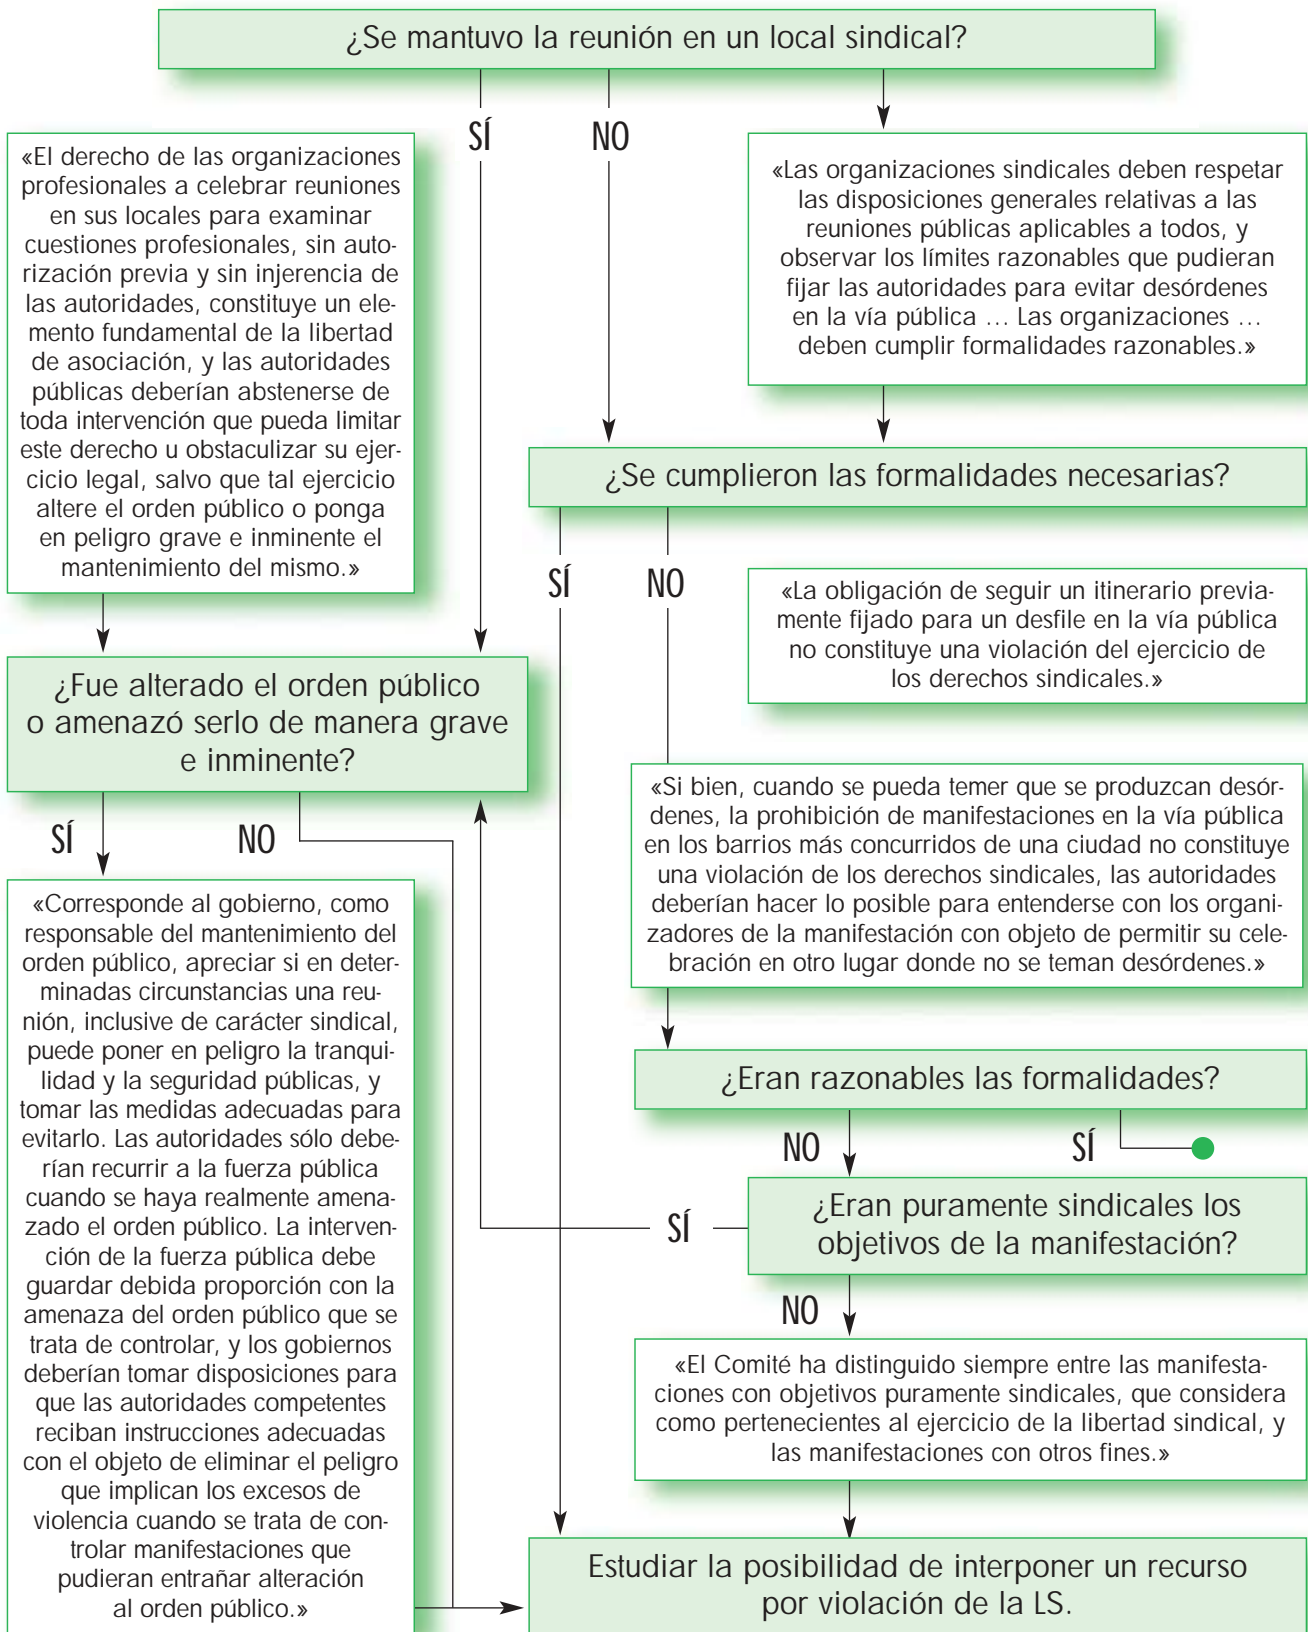 ¿Se mantuvo la reunión en un local sindical?
SÍ
NO
«El derecho de las organizaciones
profesionales a celebrar reuniones
en sus locales para examinar
cuestiones profesionales, sin auto-
rización previa y sin injerencia de
las autoridades, constituye un ele-
mento fundamental de la libertad
de asociación, y las autoridades
públicas deberían abstenerse de
toda intervención que pueda limitar
este derecho u obstaculizar su ejer-
cicio legal, salvo que tal ejercicio
altere el orden público o ponga
en peligro grave e inminente el
mantenimiento del mismo.»
«Las organizaciones sindicales deben respetar
las disposiciones generales relativas a las
reuniones públicas aplicables a todos, y
observar los límites razonables que pudieran
fijar las autoridades para evitar desórdenes
en la vía pública … Las organizaciones …
deben cumplir formalidades razonables.»
¿Se cumplieron las formalidades necesarias?
SÍ
NO
«La obligación de seguir un itinerario previa-
mente fijado para un desfile en la vía pública
no constituye una violación del ejercicio de
los derechos sindicales.»
¿Fue alterado el orden público
o amenazó serlo de manera grave
e inminente?
SÍ
NO
«Si bien, cuando se pueda temer que se produzcan desór-
denes, la prohibición de manifestaciones en la vía pública
en los barrios más concurridos de una ciudad no constituye
una violación de los derechos sindicales, las autoridades
deberían hacer lo posible para entenderse con los organi-
zadores de la manifestación con objeto de permitir su cele-
bración en otro lugar donde no se teman desórdenes.»
«Corresponde al gobierno, como
responsable del mantenimiento del
orden público, apreciar si en deter-
minadas circunstancias una reu-
nión, inclusive de carácter sindical,
puede poner en peligro la tranqui-
lidad y la seguridad públicas, y
tomar las medidas adecuadas para
evitarlo. Las autoridades sólo debe-
rían recurrir a la fuerza pública
cuando se haya realmente amena-
zado el orden público. La interven-
ción de la fuerza pública debe
guardar debida proporción con la
amenaza del orden público que se
trata de controlar, y los gobiernos
deberían tomar disposiciones para
que las autoridades competentes
reciban instrucciones adecuadas
con el objeto de eliminar el peligro
que implican los excesos de
violencia cuando se trata de con-
trolar manifestaciones que
pudieran entrañar alteración
al orden público.»
¿Eran razonables las formalidades?
NO
SÍ
¿Eran puramente sindicales los
objetivos de la manifestación?
SÍ
NO
«El Comité ha distinguido siempre entre las manifesta-
ciones con objetivos puramente sindicales, que considera
como pertenecientes al ejercicio de la libertad sindical, y
las manifestaciones con otros fines.»
Estudiar la posibilidad de interponer un recurso
por violación de la LS.